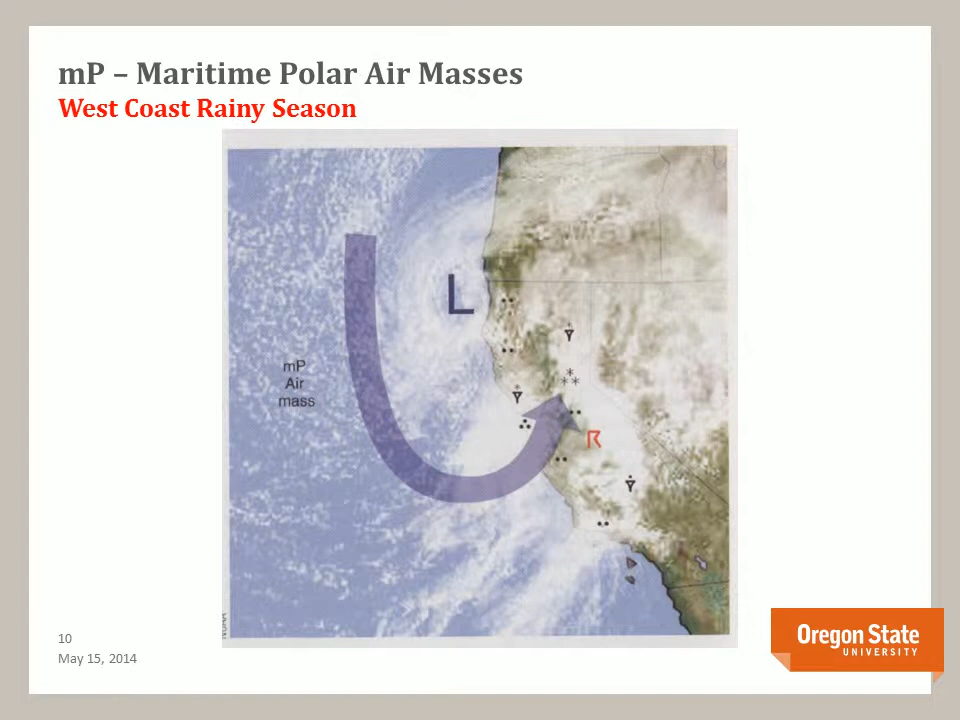 mP – Maritime Polar Air Masses
West Coast Rainy Season
L
mP
Air
mass
NOAA
10
May 15, 2014
Oregon State
UNIVERSITY